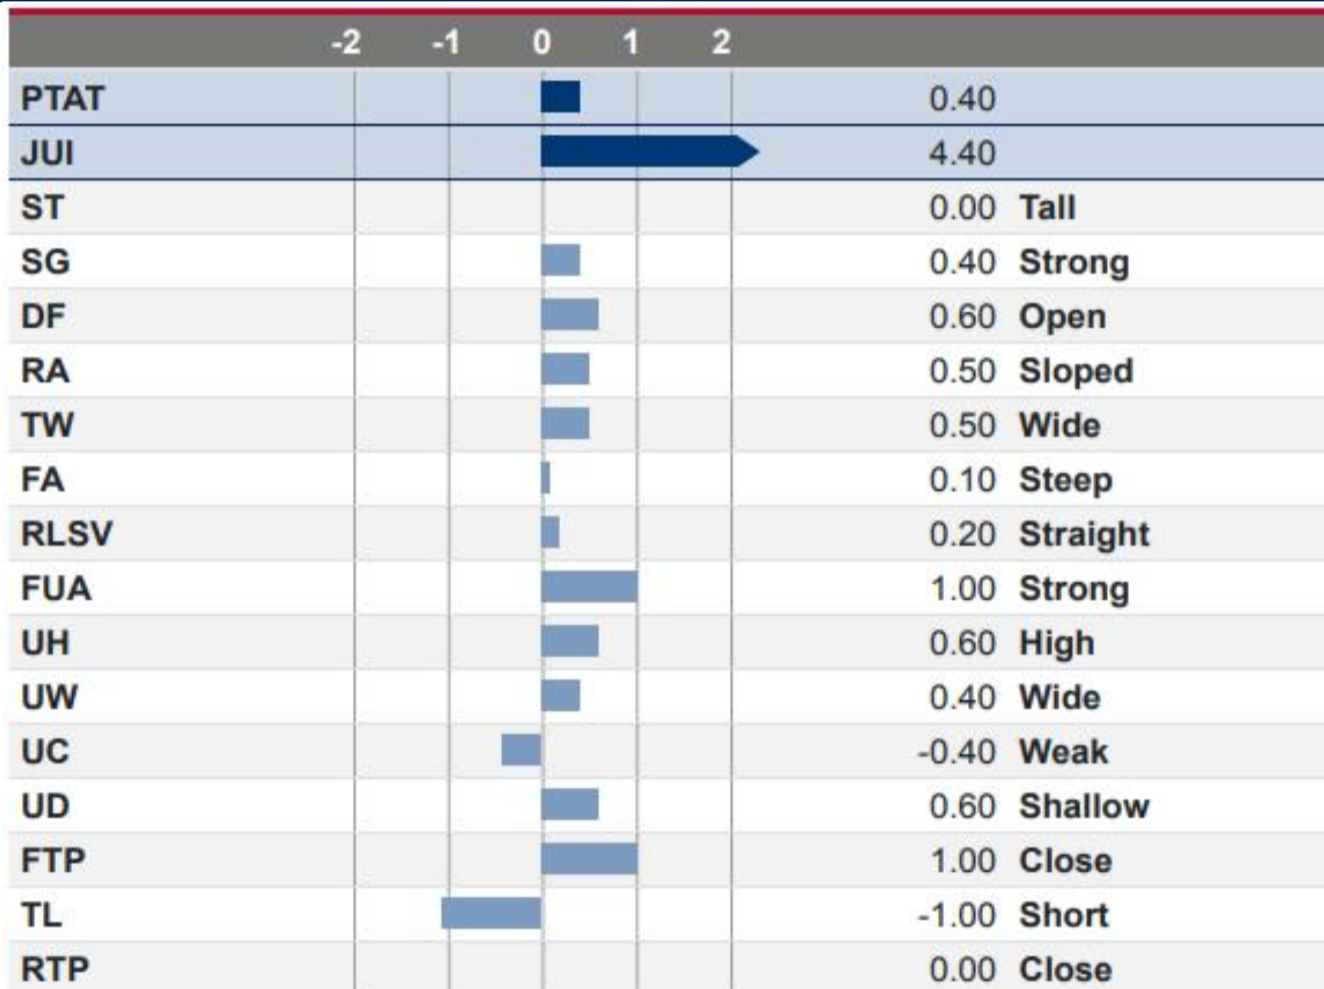 -2 -1 0 1 2
PTAT 0.40
JUI 4.40
ST 0.00 Tall
SG 0.40 Strong
DF 0.60 Open
RA 0.50 Sloped
TW 0.50 Wide
FA 0.10 Steep
RLSV 0.20 Straight
FUA 1.00 Strong
UH 0.60 High
UW 0.40 Wide
UC -0.40 Weak
UD 0.60 Shallow
FTP 1.00 Close
TL -1.00 Short
RTP 0.00 Close